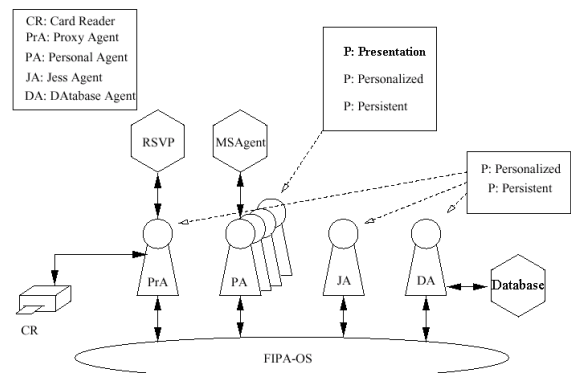 CR: Card Reader
PrA: Proxy Agent
PA: Personal Agent
JA: Jess Agent
DA: DAtabase Agent
P: Presentation
P: Personalized
P: Persistent
RSVP
MSAgent
P: Personalized
P: Persistent
PrA
PA
JA
DA
Database
CR
FIPA-OS